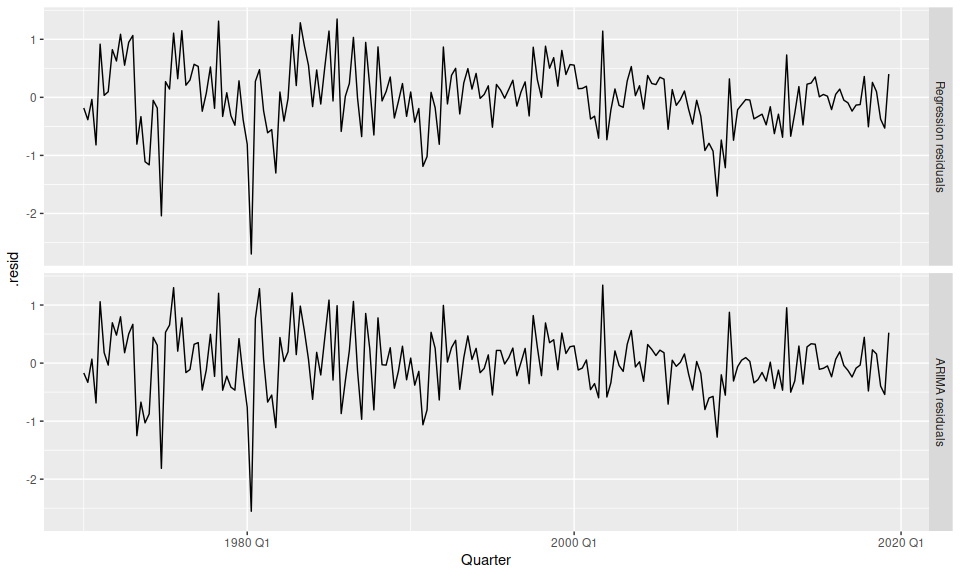 1
0
-1
-2
Regression residuals
1
0
-1
-2
ARIMA residuals
.resid
1980 Q1
2000 Q1
2020 Q1
Quarter